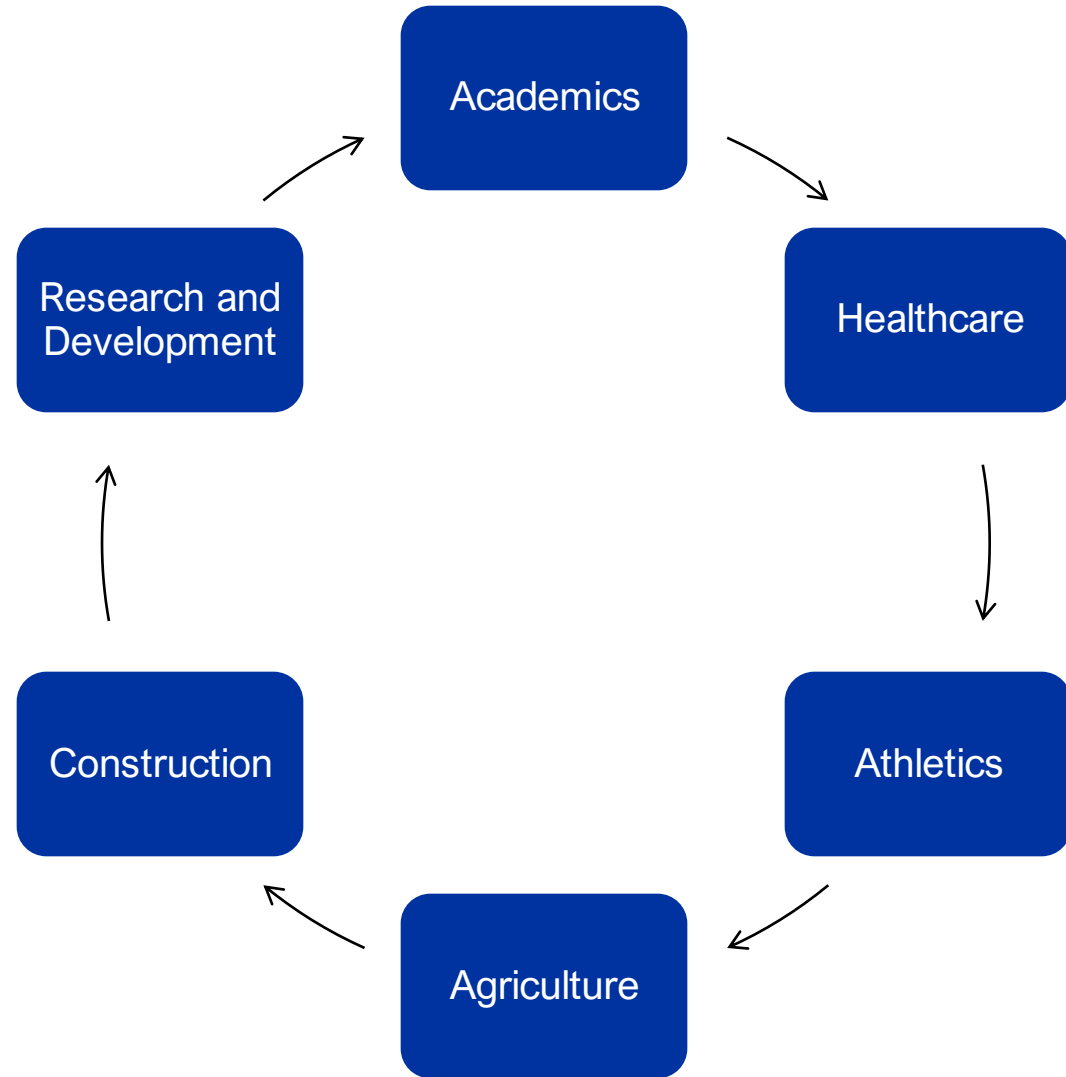 Academics
Healthcare
Athletics
Agriculture
Construction
Research and
Development